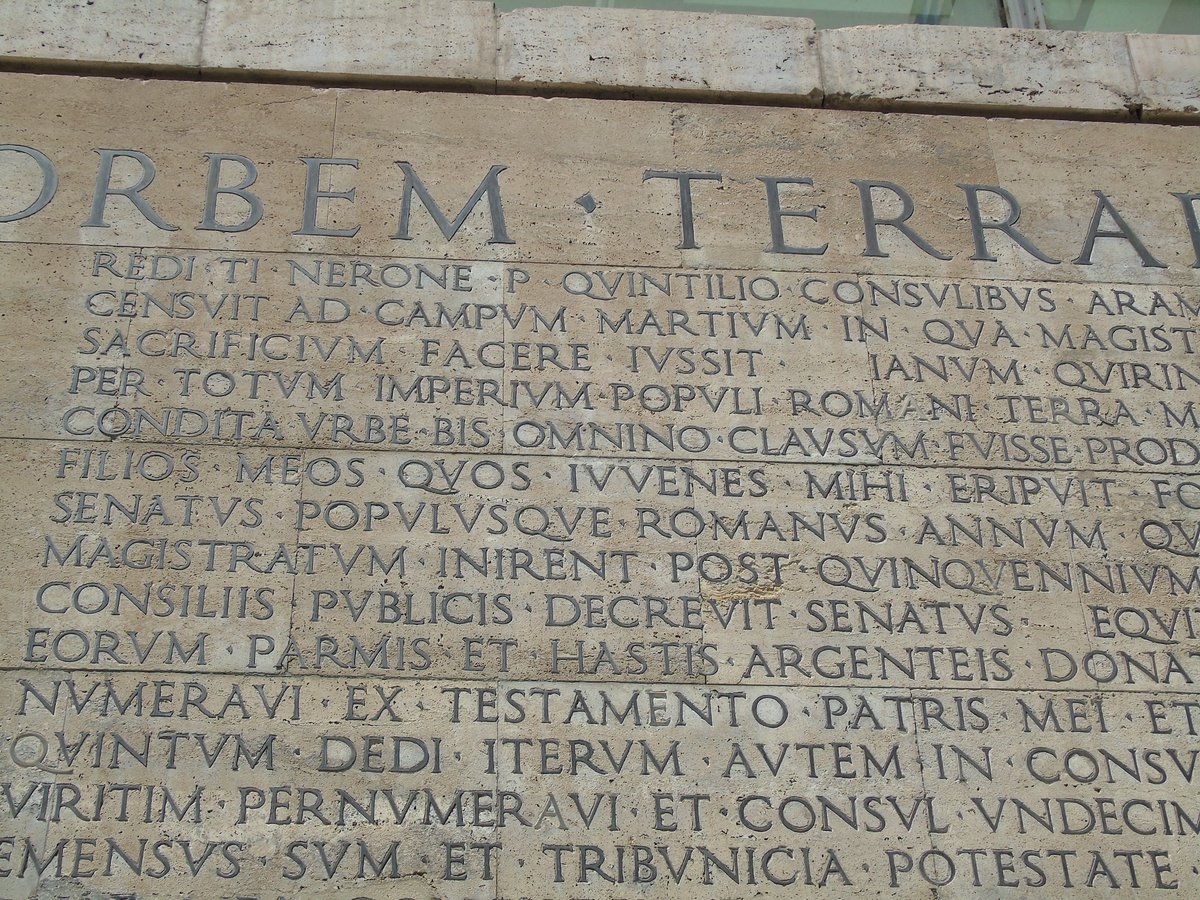 ORBEM · TERRA
REDI TI · NERONE · P · QVINTILIO · CONSVLIBVS · ARAM
CENSVIT AD · CAMPVM MARTIVM · IN · QVA · MAGIST
SACRIFICIVM · FACERE · IVSSIT IANVM · QVIRIN
PER · TOTVM IMPERIVM · POPVLI · ROMANI · TERRA · M
CONDITA VRBE · BIS OMNINO · CLAVSVM · FVISSE · PROD
FILIOS · MEOS · QVOS · IVVENES · MIHI · ERIPVIT · FO
SENATVS · POPVLVSQVE ROMANVS · ANNVM · QV
MAGISTRATVM · INIRENT · POST · QVINQVENNIVM
CONSILIIS · PVBLICIS · DECREVIT · SENATVS · EQVI
EORVM · PARMIS · ET · HASTIS · ARGENTEIS · DONA
NVMERAVI · EX · TESTAMENTO · PATRIS · MEI · ET
QVINTVM · DEDI · ITERVM · AVTEM · IN · CONSV
VIRITIM · PERNVMERAVI · ET · CONSVL · VNDECIM
EMENSVS · SVM · ET · TRIBVNICIA · POTESTATE